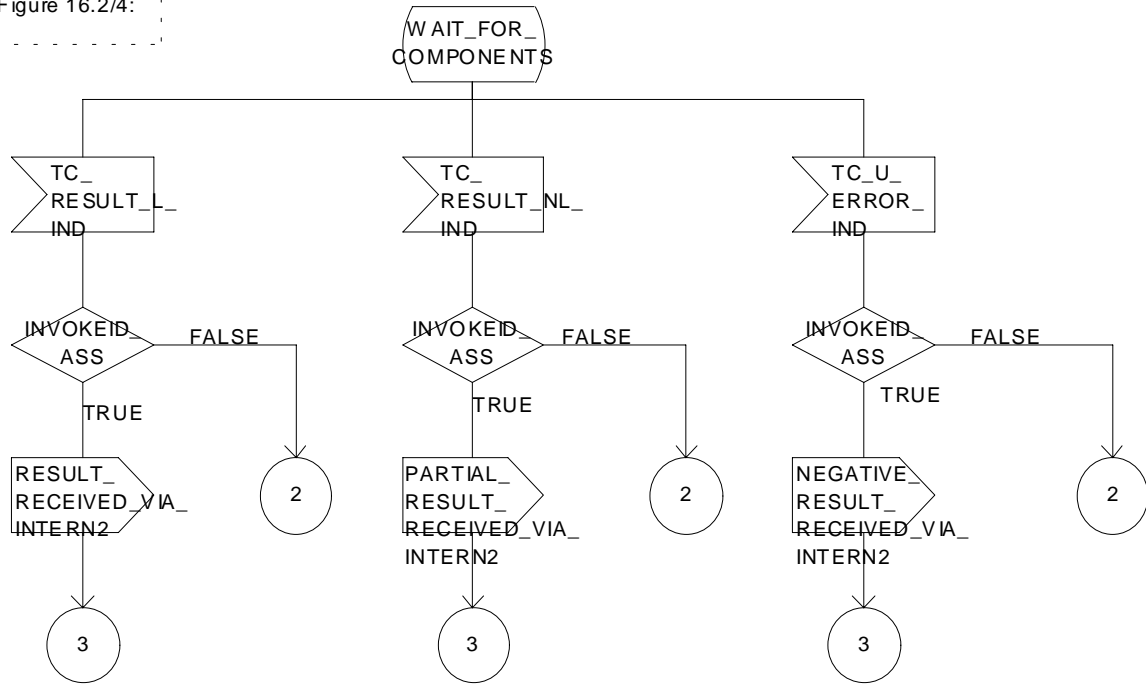 Figure 16.2/4:
WAIT_FOR_
COMPONENTS
TC_
RESULT_L_
IND
TC_
RESULT_NL_
IND
TC_U_
ERROR_
IND
INVOKEID_
ASS
FALSE
TRUE
INVOKEID_
ASS
FALSE
TRUE
INVOKEID_
ASS
FALSE
TRUE
RESULT_
RECEIVED_VIA_
INTERN2
2
PARTIAL_
RESULT_
RECEIVED_VIA_
INTERN2
2
NEGATIVE_
RESULT_
RECEIVED_VIA_
INTERN2
2
3
3
3